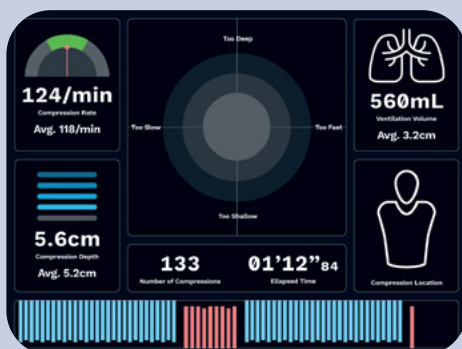 124/min
Compression Rate
Avg. 118/min
Too Deep
Too Slow
Too Fast
Too Shallow
560mL
Ventilation Volume
Avg. 3.2cm
5.6cm
Compression Depth
Avg. 5.2cm
133
Number of Compressions
01'12"84
Ellapsed Time
Compression Location